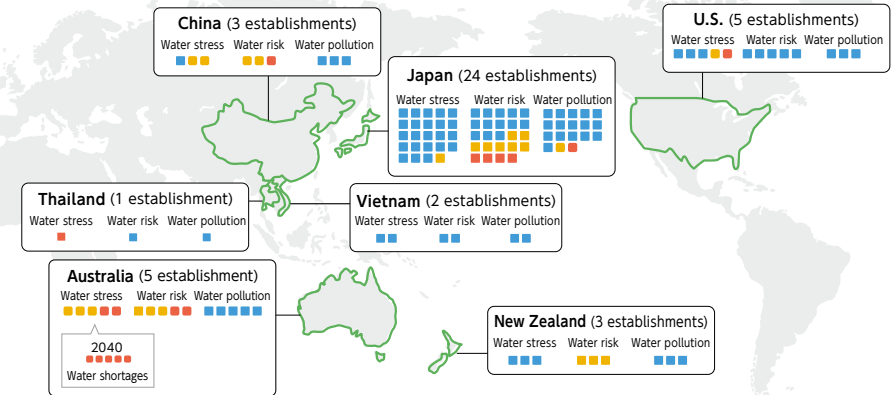 China (3 establishments)
Water stress Water risk Water pollution
U.S. (5 establishments)
Water stress Water risk Water pollution
Japan (24 establishments)
Water stress Water risk Water pollution
Thailand (1 establishment)
Water stress Water risk Water pollution
Vietnam (2 establishments)
Water stress Water risk Water pollution
Australia (5 establishment)
Water stress Water risk Water pollution
2040
Water shortages
New Zealand (3 establishments)
Water stress Water risk Water pollution